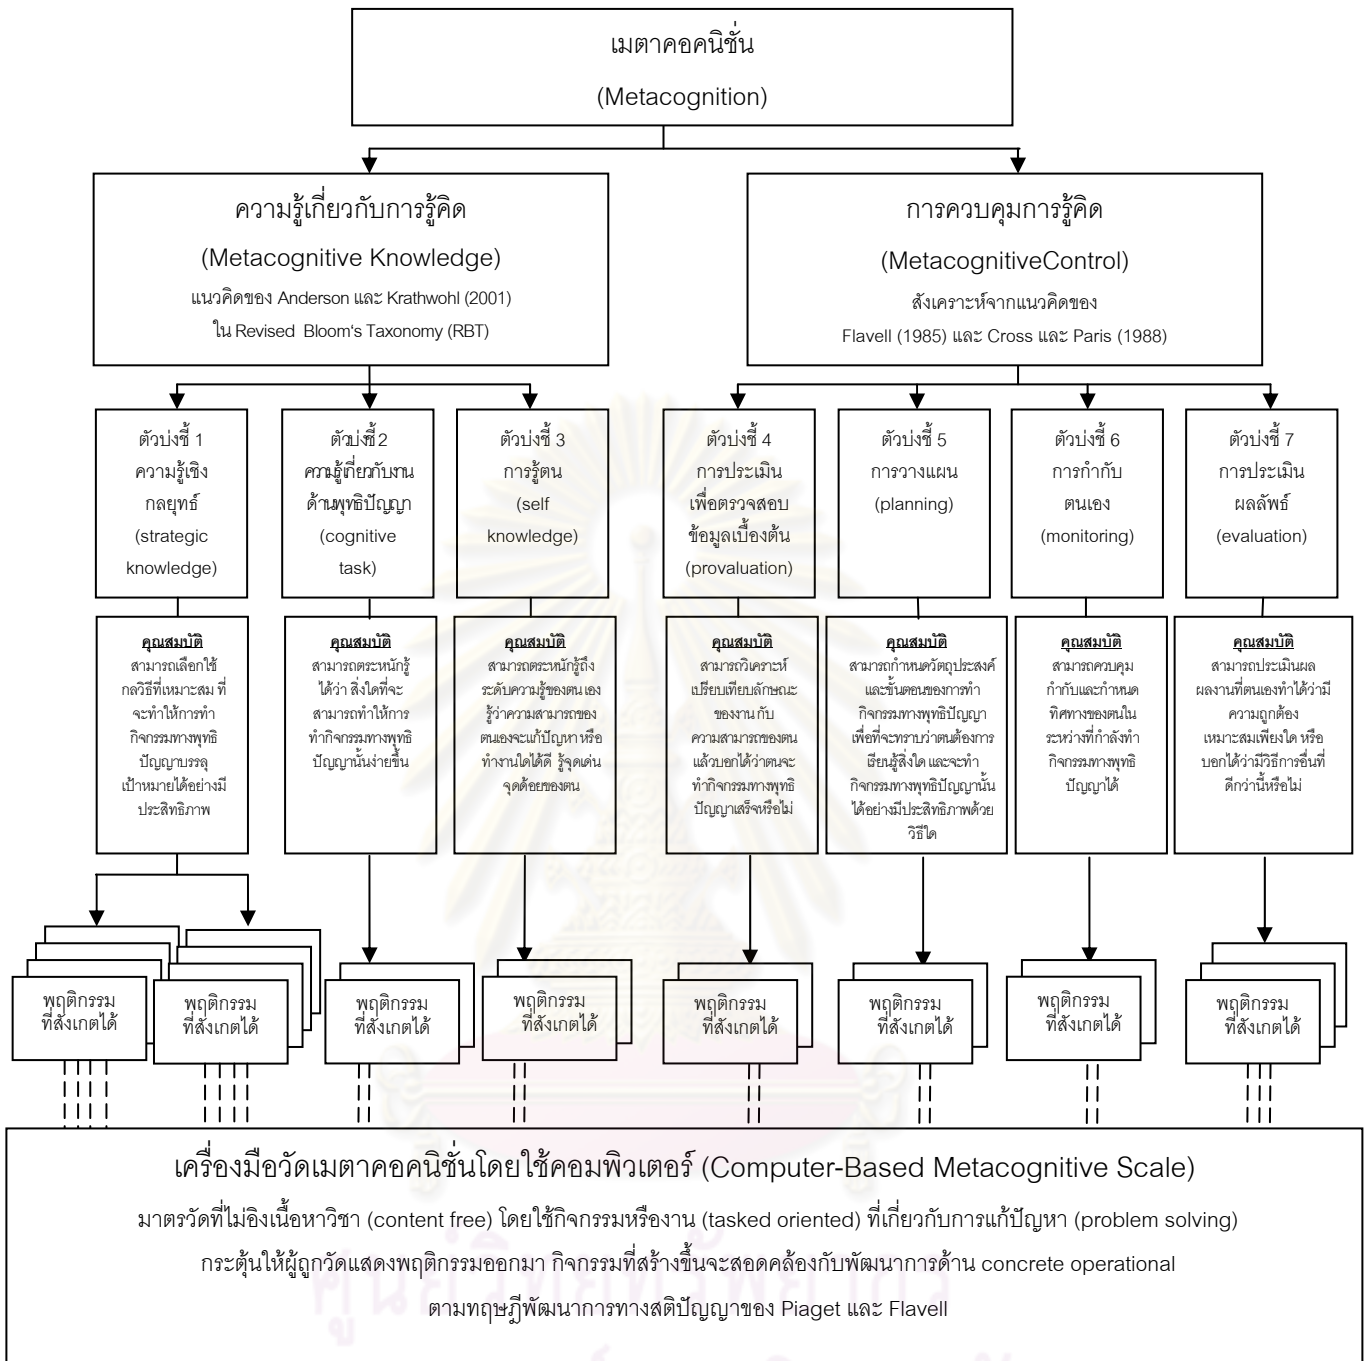 เมตาคอคนิชั่น
(Metacognition)
ความรู้เกี่ยวกับการรู้คิด
(Metacognitive Knowledge)
แนวคิดของ Anderson และ Krathwohl (2001)
ใน Revised Bloom's Taxonomy (RBT)
การควบคุมการรู้คิด
(MetacognitiveControl)
สังเคราะห์จากแนวคิดของ
Flavell (1985) และ Cross และ Paris (1988)
ตัวบ่งชี้ 1
ความรู้เชิง
กลยุทธ์
(strategic
knowledge)
ตัวบ่งชี้ 2
ความรู้เกี่ยวกับงาน
ด้านพุทธิปัญญา
(cognitive
task)
ตัวบ่งชี้ 3
การรู้ตน
(self
knowledge)
ตัวบ่งชี้ 4
การประเมิน
เพื่อตรวจสอบ
ข้อมูลเบื้องต้น
(provaluation)
ตัวบ่งชี้ 5
การวางแผน
(planning)
ตัวบ่งชี้ 6
การกำกับ
ตนเอง
(monitoring)
ตัวบ่งชี้ 7
การประเมิน
ผลลัพธ์
(evaluation)
คุณสมบัติ
สามารถเลือกใช้
กลวิธีที่เหมาะสม ที่
จะทำให้การทำ
กิจกรรมทางพุทธิ
ปัญญาบรรลุ
เป้าหมายได้อย่างมี
ประสิทธิภาพ
คุณสมบัติ
สามารถตระหนักรู้
ได้ว่า สิ่งใดที่จะ
สามารถทำให้การ
ทำกิจกรรมทางพุทธิ
ปัญญานั้นง่ายขึ้น
คุณสมบัติ
สามารถตระหนักรู้ถึง
ระดับความรู้ของตนเอง
รู้ว่าความสามารถของ
ตนเองจะแก้ปัญหา หรือ
ทำงานใดได้ดี รู้จุดเด่น
จุดด้อยของตน
คุณสมบัติ
สามารถวิเคราะห์
เปรียบเทียบลักษณะ
ของงาน กับ
ความสามารถของตน
แล้วบอกได้ว่าตนจะ
ทำกิจกรรมทางพุทธิ
ปัญญาเสร็จหรือไม่
คุณสมบัติ
สามารถกำหนดวัตถุประสงค์
และขั้นตอนของการทำ
กิจกรรมทางพุทธิปัญญา
เพื่อที่จะทราบว่าตนต้องการ
เรียนรู้สิ่งใด และจะทำ
กิจกรรมทางพุทธิปัญญานั้น
ได้อย่างมีประสิทธิภาพด้วย
วิธีใด
คุณสมบัติ
สามารถควบคุม
กำกับและกำหนด
ทิศทางของตนใน
ระหว่างที่กำลังทำ
กิจกรรมทางพุทธิ
ปัญญาได้
คุณสมบัติ
สามารถประเมินผล
ผลงานที่ตนเองทำได้ว่ามี
ความถูกต้อง
เหมาะสมเพียงใด หรือ
บอกได้ว่ามีวิธีการอื่นที่
ดีกว่านี้หรือไม่
พฤติกรรม
ที่สังเกตได้
พฤติกรรม
ที่สังเกตได้
พฤติกรรม
ที่สังเกตได้
พฤติกรรม
ที่สังเกตได้
พฤติกรรม
ที่สังเกตได้
พฤติกรรม
ที่สังเกตได้
พฤติกรรม
ที่สังเกตได้
พฤติกรรม
ที่สังเกตได้
เครื่องมือวัดเมตาคอคนิชั่นโดยใช้คอมพิวเตอร์ (Computer-Based Metacognitive Scale)
มาตรวัดที่ไม่อิงเนื้อหาวิชา (content free) โดยใช้กิจกรรมหรืองาน (tasked oriented) ที่เกี่ยวกับการแก้ปัญหา (problem solving)
กระตุ้นให้ผู้ถูกวัดแสดงพฤติกรรมออกมา กิจกรรมที่สร้างขึ้นจะสอดคล้องกับพัฒนาการด้าน concrete operational
ศูนย์วิทยทรัพยากร
ตามทฤษฎีพัฒนาการทางสติปัญญาของ Piaget และ Flavell